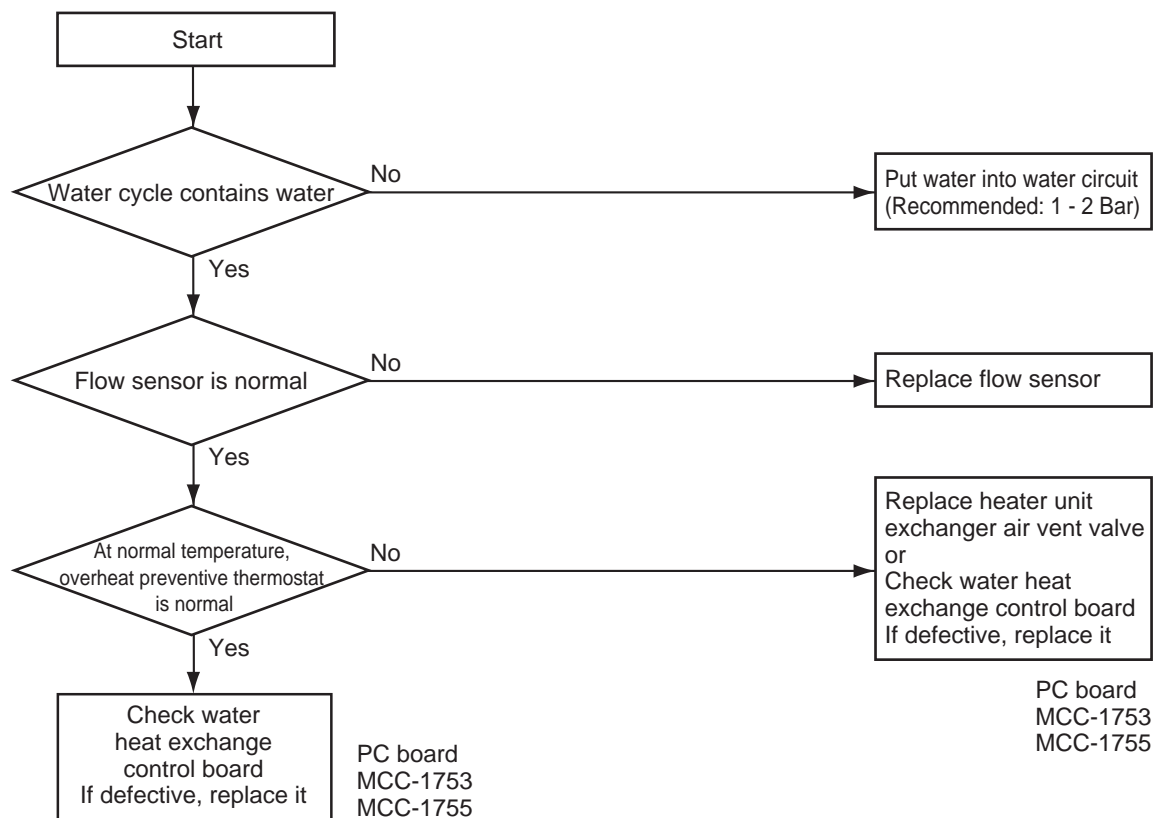 Start
Water cycle contains water
No
Put water into water circuit
(Recommended: 1 - 2 Bar)
Yes
Flow sensor is normal
No
Replace flow sensor
Yes
At normal temperature,
overheat preventive thermostat
is normal
No
Replace heater unit
exchanger air vent valve
or
Check water heat
exchange control board
If defective, replace it
PC board
MCC-1753
MCC-1755
Yes
Check water
heat exchange
control board
If defective, replace it
PC board
MCC-1753
MCC-1755